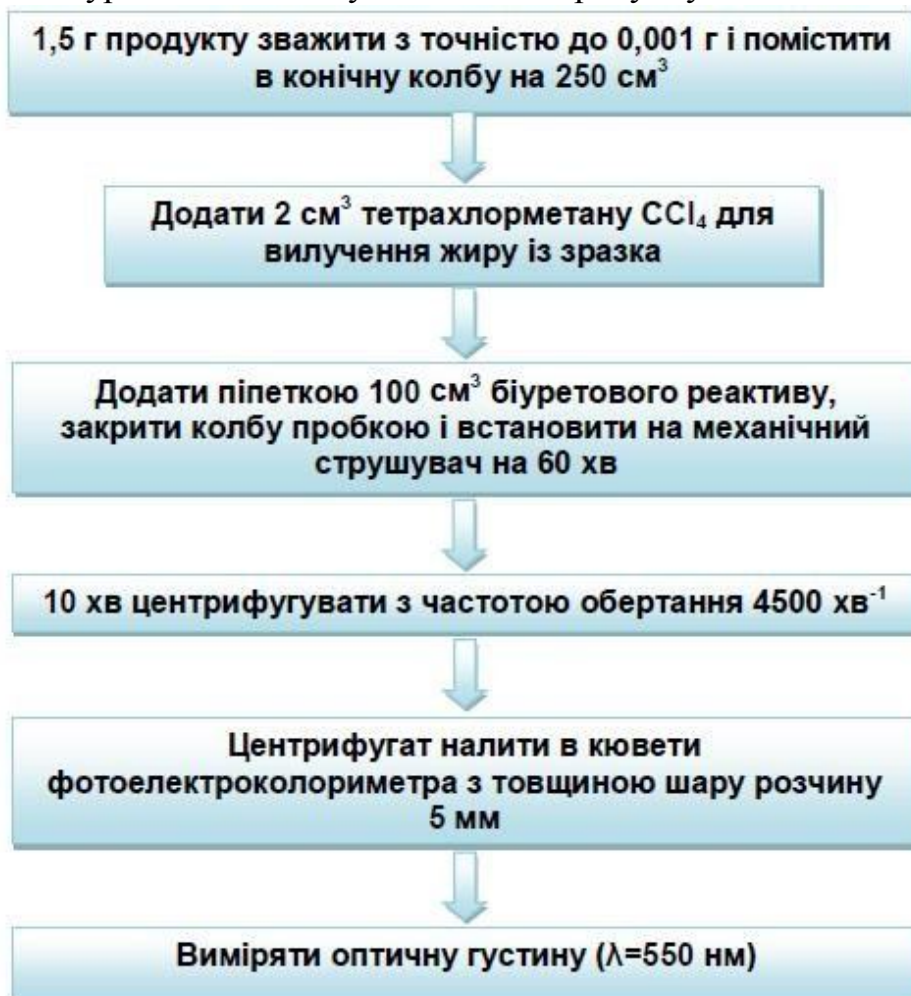 1,5 г продукту зважити з точністю до 0,001 г і помістити
в конічну колбу на 250 см³
Додати 2 см³ тетрахлорметану CCl₄ для
вилучення жиру із зразка
Додати піпеткою 100 см³ біуретового реактиву,
закрити колбу пробкою і встановити на механічний
струшувач на 60 хв
10 хв центрифугувати з частотою обертання 4500 хв⁻¹
Центрифугат налити в кювети
фотоелектроколориметра з товщиною шару розчину
5 мм
Виміряти оптичну густину (λ=550 нм)